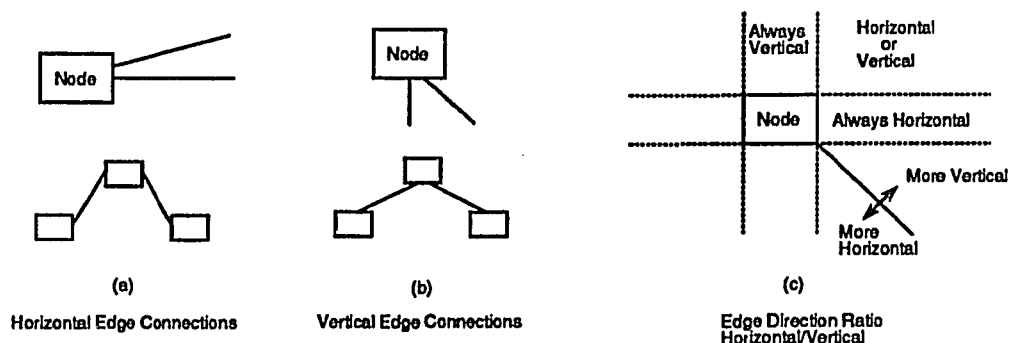 Node
Node
Always
Vertical
Horizontal
or
Vertical
Node
Always Horizontal
More Vertical
More
Horizontal
(a)
(b)
(c)
Horizontal Edge Connections
Vertical Edge Connections
Edge Direction Ratio
Horizontal/Vertical